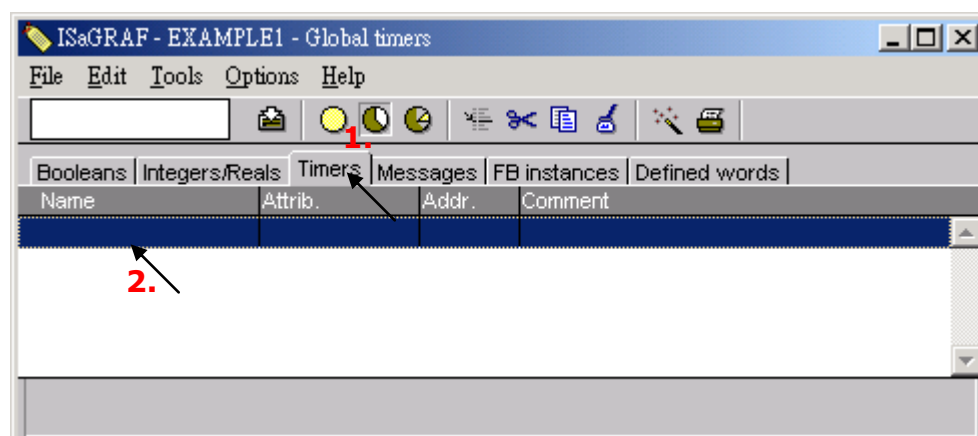 ISaGRAF - EXAMPLE1 - Global timers
File Edit Tools Options Help
1.
Booleans Integers/Reals Timers Messages FB instances Defined words
Name Attrib. Addr. Comment
2.